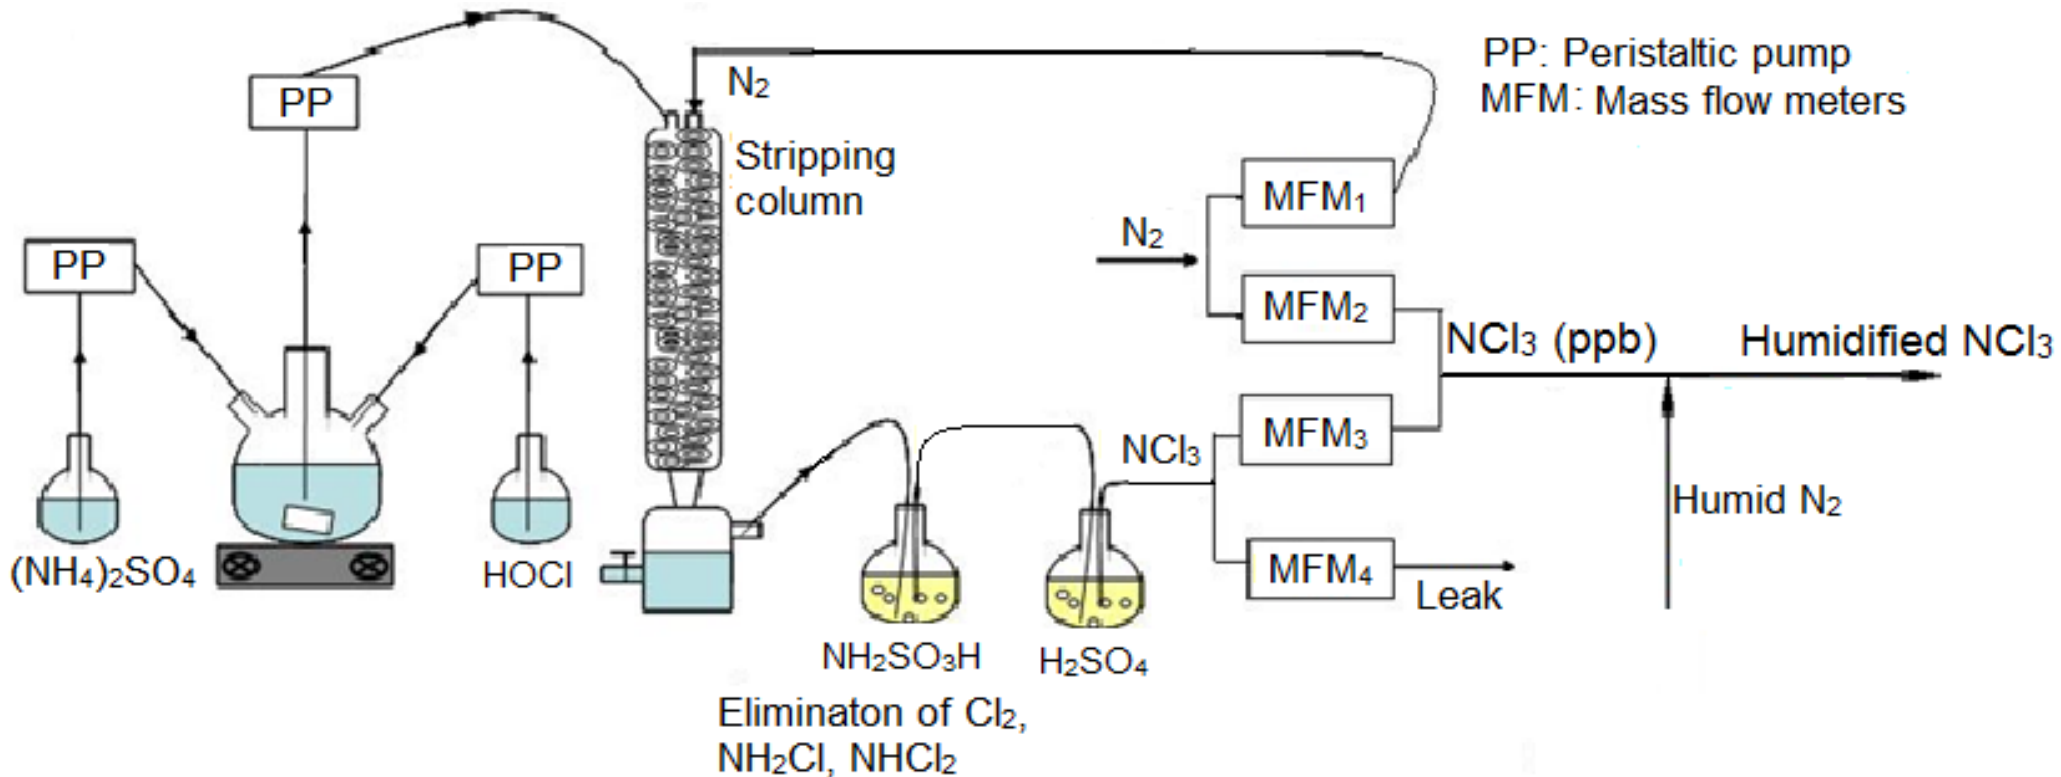 PP: Peristaltic pump
MFM: Mass flow meters
N₂
PP
Stripping
column
MFM₁
N₂
PP
PP
MFM₂
NCl₃ (ppb)
Humidified NCl₃
MFM₃
NCl₃
Humid N₂
(NH₄)₂SO₄
HOCl
MFM₄
Leak
NH₂SO₃H
H₂SO₄
Eliminaton of Cl₂,
NH₂Cl, NHCl₂